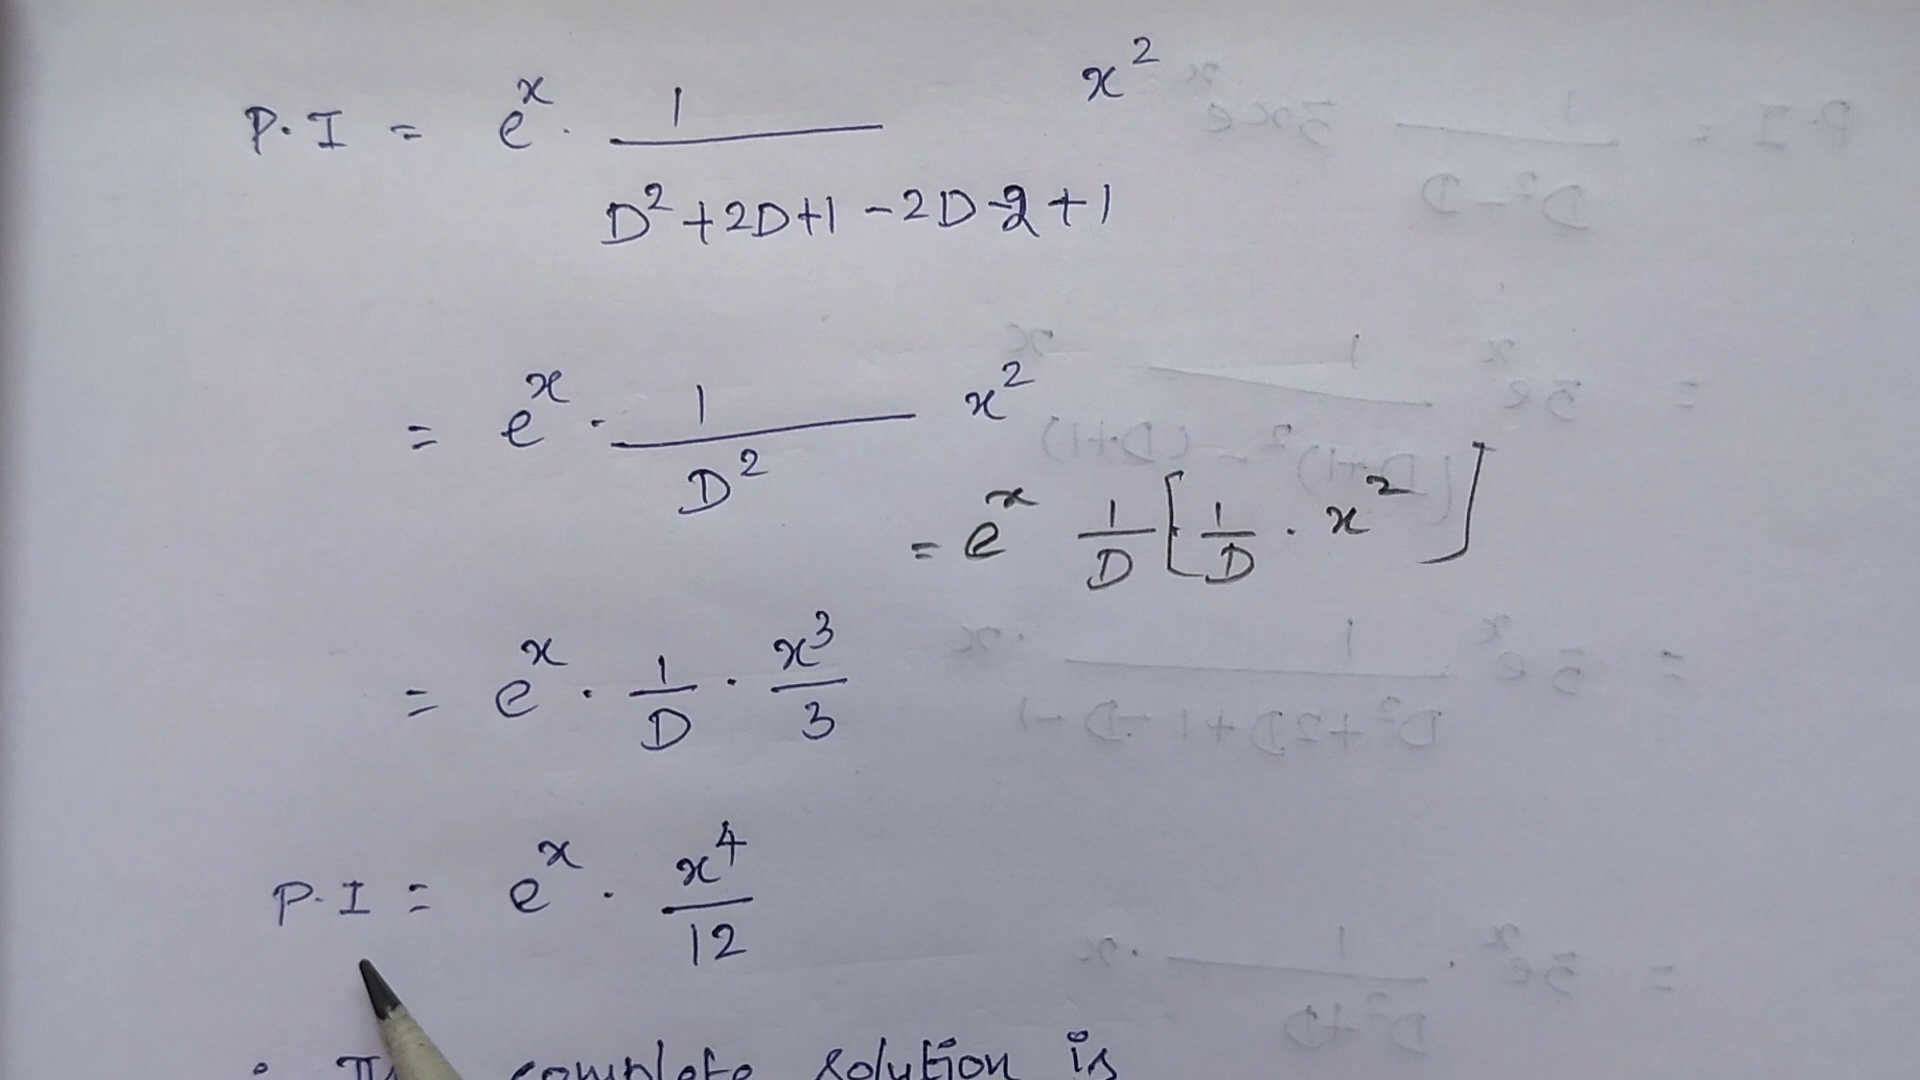 P.I = e^x . 1/(D^2+2D+1-2D-2+1) x^2
= e^x . 1/D^2 x^2
= e^x 1/D [1/D . x^2]
= e^x . 1/D . x^3/3
P.I = e^x . x^4/12
complete solution is